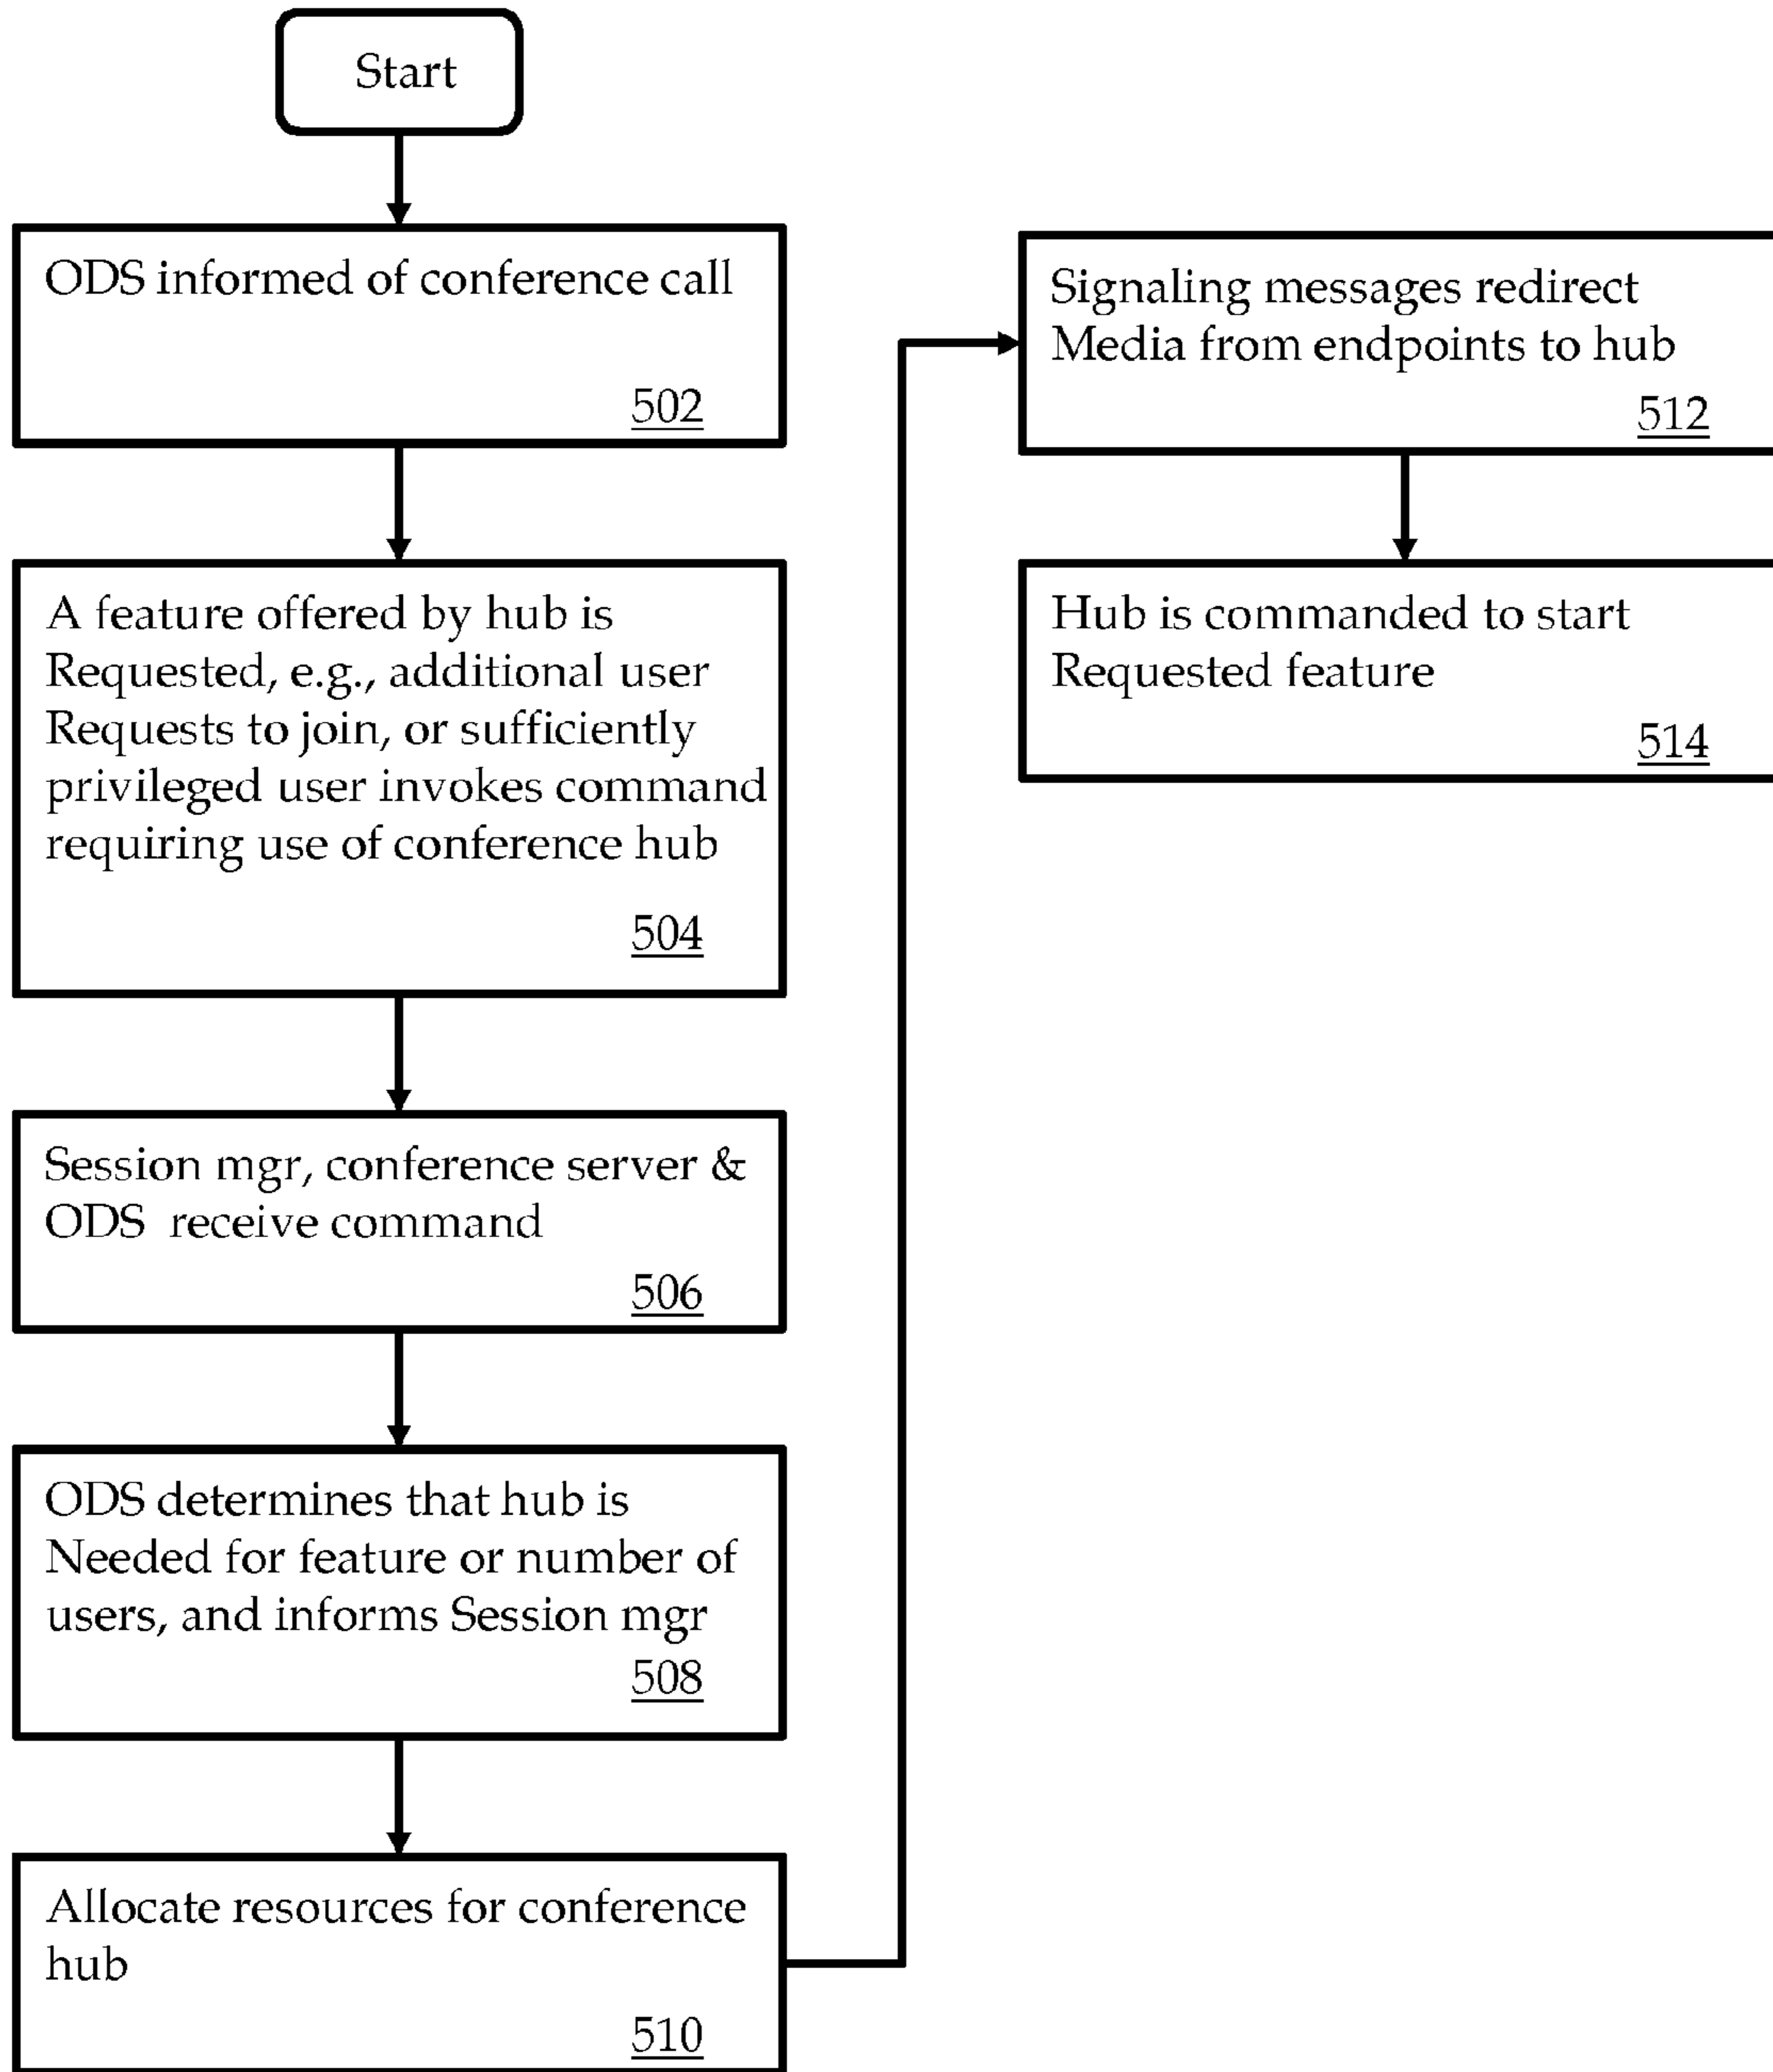 Start
ODS informed of conference call
502
A feature offered by hub is
Requested, e.g., additional user
Requests to join, or sufficiently
privileged user invokes command
requiring use of conference hub
504
Session mgr, conference server &
ODS receive command
506
ODS determines that hub is
Needed for feature or number of
users, and informs Session mgr
508
Allocate resources for conference
hub
510
Signaling messages redirect
Media from endpoints to hub
512
Hub is commanded to start
Requested feature
514